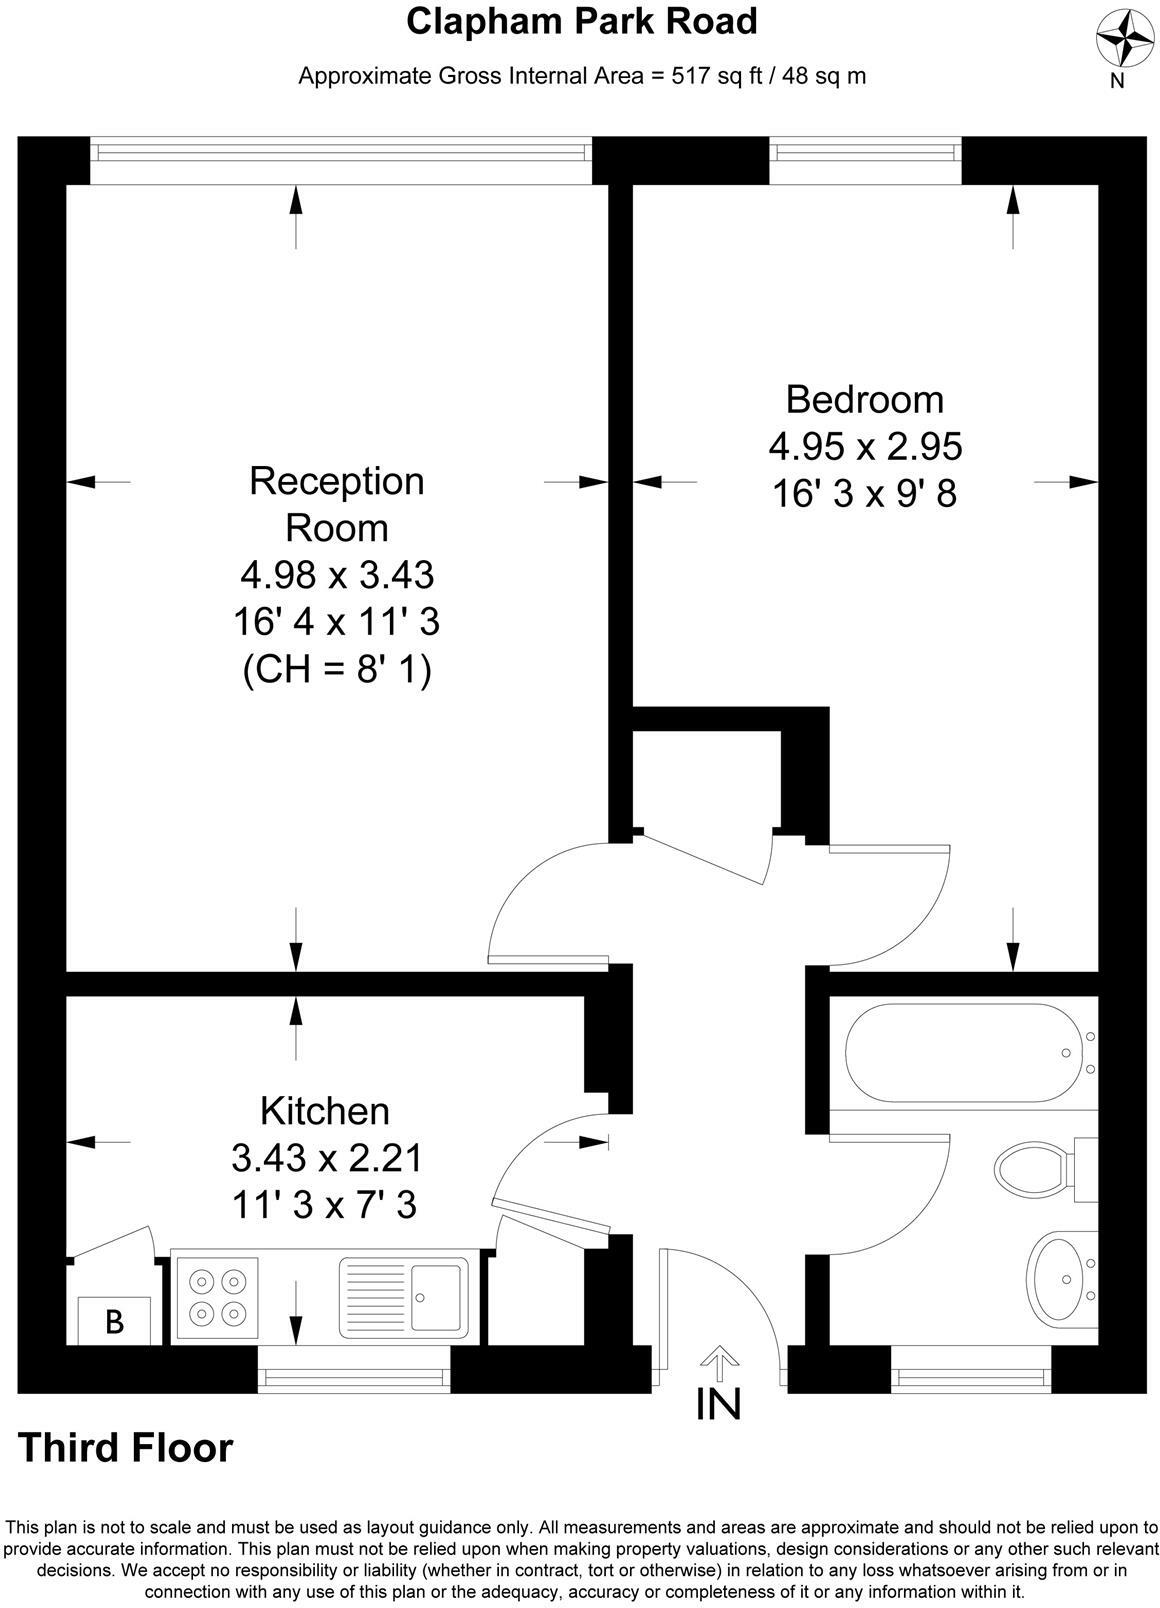 Clapham Park Road
Approximate Gross Internal Area = 517 sq ft / 48 sq m
N
Bedroom
4.95 x 2.95
16' 3 x 9' 8
Reception
Room
4.98 x 3.43
16' 4 x 11' 3
(CH = 8' 1)
Kitchen
3.43 x 2.21
11' 3 x 7' 3
B
IN
Third Floor
This plan is not to scale and must be used as layout guidance only. All measurements and areas are approximate and should not be relied upon to
provide accurate information. This plan must not be relied upon when making property valuations, design considerations or any other such relevant
decisions. We accept no responsibility or liability (whether in contract, tort or otherwise) in relation to any loss whatsoever arising from or in
connection with any use of this plan or the adequacy, accuracy or completeness of it or any information within it.